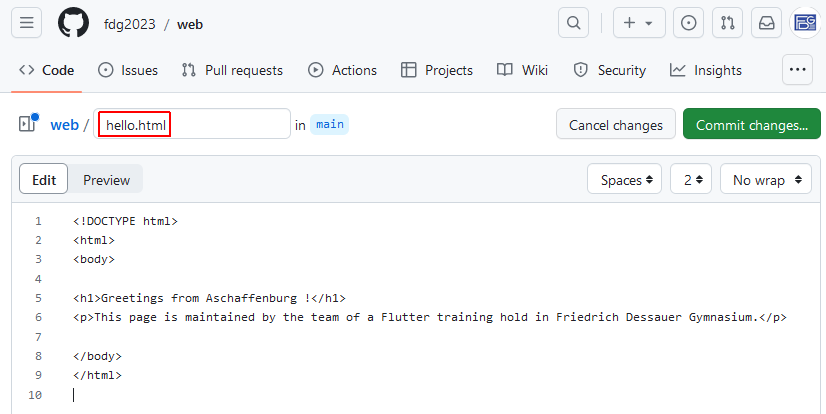 fdg2023 / web
Code Issues Pull requests Actions Projects Wiki Security Insights
web / hello.html in main Cancel changes Commit changes...
Edit Preview Spaces 2 No wrap
1 <!DOCTYPE html>
2 <html>
3 <body>
4
5 <h1>Greetings from Aschaffenburg !</h1>
6 <p>This page is maintained by the team of a Flutter training hold in Friedrich Dessauer Gymnasium.</p>
7
8 </body>
9 </html>
10